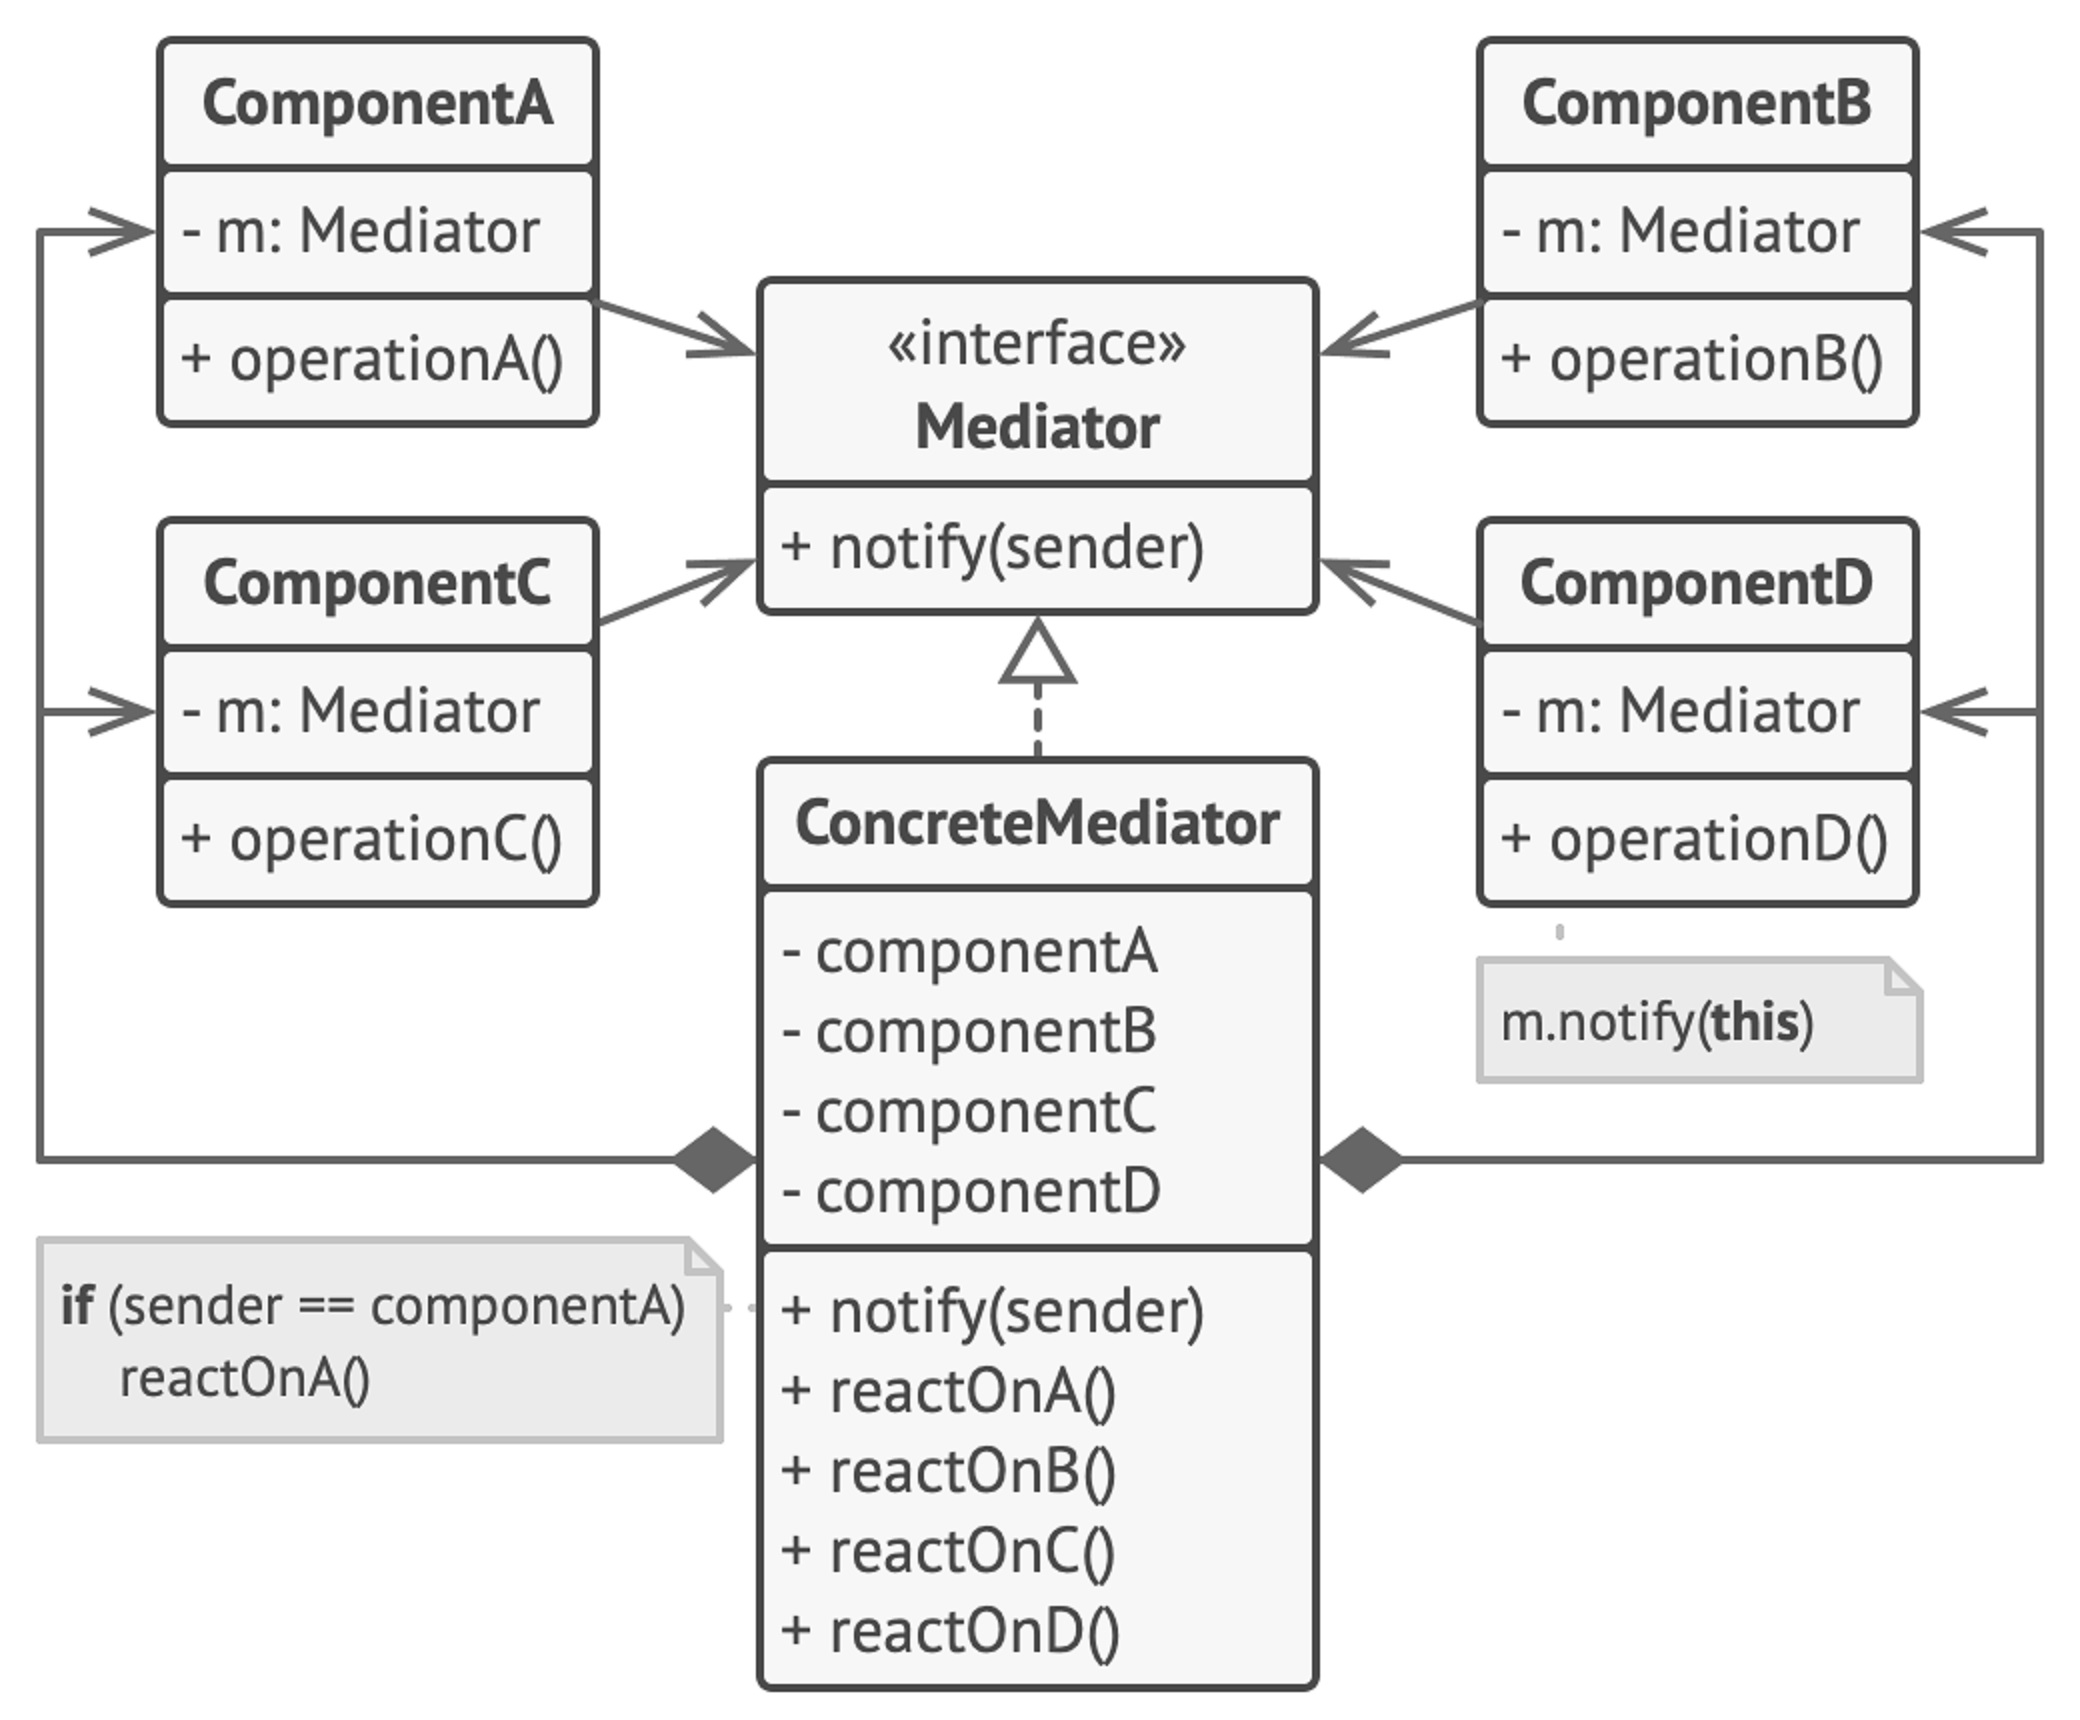 ComponentA
- m: Mediator
+ operationA()
ComponentB
- m: Mediator
+ operationB()
«interface»
Mediator
+ notify(sender)
ComponentC
- m: Mediator
+ operationC()
ComponentD
- m: Mediator
+ operationD()
m.notify(this)
ConcreteMediator
- componentA
- componentB
- componentC
- componentD
+ notify(sender)
+ reactOnA()
+ reactOnB()
+ reactOnC()
+ reactOnD()
if (sender == componentA)
reactOnA()